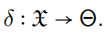 δ : 𝔛 → Θ.